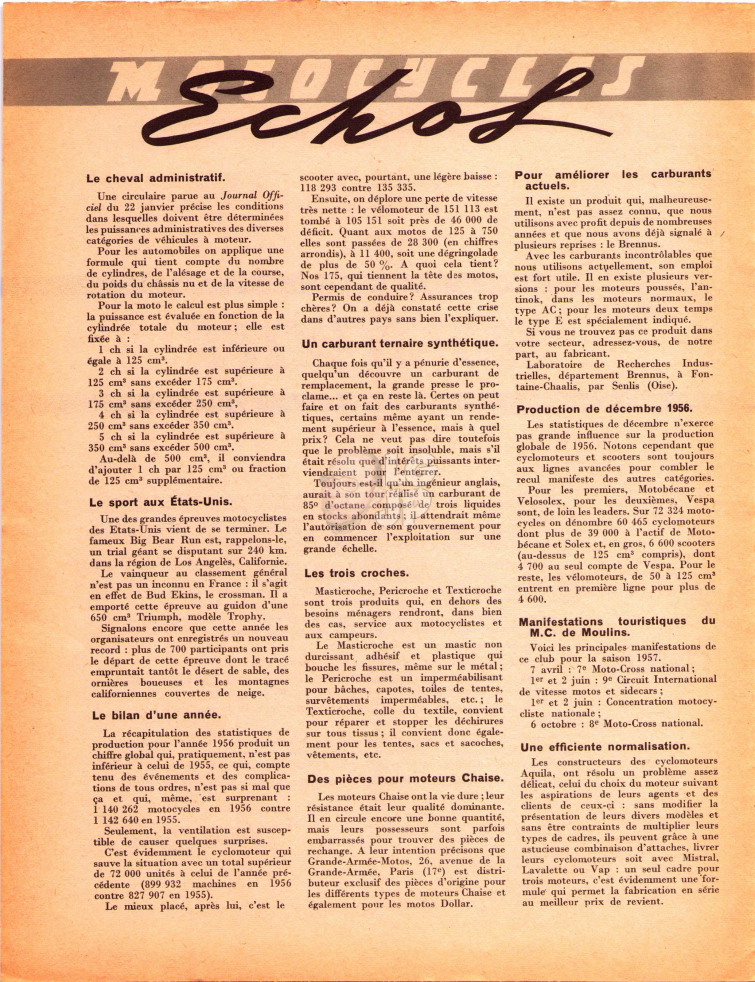 MOTOCYCLES
Echos
Le cheval administratif.
Une circulaire parue au Journal Offi-
ciel du 22 janvier précise les conditions
dans lesquelles doivent être déterminées
les puissances administratives des diverses
catégories de véhicules à moteur.
Pour les automobiles on applique une
formule qui tient compte du nombre
de cylindres, de l'alésage et de la course,
du poids du châssis nu et de la vitesse de
rotation du moteur.
Pour la moto le calcul est plus simple :
la puissance est évaluée en fonction de la
cylindrée totale du moteur ; elle est
fixée à :
1 ch si la cylindrée est inférieure ou
égale à 125 cm³.
2 ch si la cylindrée est supérieure à
125 cm³ sans excéder 175 cm³.
3 ch si la cylindrée est supérieure à
175 cm³ sans excéder 250 cm³,
4 ch si la cylindrée est supérieure à
250 cm³ sans excéder 350 cm³.
5 ch si la cylindrée est supérieure à
350 cm³ sans excéder 500 cm³.
Au-delà de 500 cm³, il conviendra
d'ajouter 1 ch par 125 cm³ ou fraction
de 125 cm³ supplémentaire.
Le sport aux États-Unis.
Une des grandes épreuves motocyclistes
des Etats-Unis vient de se terminer. Le
fameux Big Bear Run est, rappelons-le,
un trial géant se disputant sur 240 km.
dans la région de Los Angelès, Californie.
Le vainqueur au classement général
n'est pas un inconnu en France : il s'agit
en effet de Bud Ekins, le crossman. Il a
emporté cette épreuve au guidon d'une
650 cm³ Triumph, modèle Trophy.
Signalons encore que cette année les
organisateurs ont enregistrés un nouveau
record : plus de 700 participants ont pris
le départ de cette épreuve dont le tracé
empruntait tantôt le désert de sable, des
ornières boueuses et les montagnes
californiennes couvertes de neige.
Le bilan d'une année.
La récapitulation des statistiques de
production pour l'année 1956 produit un
chiffre global qui, pratiquement, n'est pas
inférieur à celui de 1955, ce qui, compte
tenu des événements et des complica-
tions de tous ordres, n'est pas si mal que
ça et qui, même, est surprenant :
1 140 262 motocycles en 1956 contre
1 142 640 en 1955.
Seulement, la ventilation est suscep-
tible de causer quelques surprises.
C'est évidemment le cyclomoteur qui
sauve la situation avec un total supérieur
de 72 000 unités à celui de l'année pré-
cédente (899 932 machines en 1956
contre 827 907 en 1955).
Le mieux placé, après lui, c'est le
scooter avec, pourtant, une légère baisse :
118 293 contre 135 335.
Ensuite, on déplore une perte de vitesse
très nette : le vélomoteur de 151 113 est
tombé à 105 151 soit près de 46 000 de
déficit. Quant aux motos de 125 à 750
elles sont passées de 28 300 (en chiffres
arrondis), à 11 400, soit une dégringolade
de plus de 50 %. A quoi cela tient?
Nos 175, qui tiennent la tête des motos,
sont cependant de qualité.
Permis de conduire? Assurances trop
chères? On a déjà constaté cette crise
dans d'autres pays sans bien l'expliquer.
Un carburant ternaire synthétique.
Chaque fois qu'il y a pénurie d'essence,
quelqu'un découvre un carburant de
remplacement, la grande presse le pro-
clame... et ça en reste là. Certes on peut
faire et on fait des carburants synthé-
tiques, certains même ayant un rende-
ment supérieur à l'essence, mais à quel
prix? Cela ne veut pas dire toutefois
que le problème soit insoluble, mais s'il
était résolu que d'intérêts puissants inter-
viendraient pour l'enterrer.
Toujours est-il qu'un ingénieur anglais,
aurait à son tour réalisé un carburant de
85º d'octane composé de trois liquides
en stocks abondants ; il attendrait même
l'autorisation de son gouvernement pour
en commencer l'exploitation sur une
grande échelle.
Les trois croches.
Masticroche, Pericroche et Texticroche
sont trois produits qui, en dehors des
besoins ménagers rendront, dans bien
des cas, service aux motocyclistes et
aux campeurs.
Le Masticroche est un mastic non
durcissant adhésif et plastique qui
bouche les fissures, même sur le métal ;
le Pericroche est un imperméabilisant
pour bâches, capotes, toiles de tentes,
survêtements imperméables, etc. ; le
Texticroche, colle du textile, convient
pour réparer et stopper les déchirures
sur tous tissus ; il convient donc égale-
ment pour les tentes, sacs et sacoches,
vêtements, etc.
Des pièces pour moteurs Chaise.
Les moteurs Chaise ont la vie dure ; leur
résistance était leur qualité dominante.
Il en circule encore une bonne quantité,
mais leurs possesseurs sont parfois
embarrassés pour trouver des pièces de
rechange. A leur intention précisons que
Grande-Armée-Motos, 26, avenue de la
Grande-Armée, Paris (17e) est distri-
buteur exclusif des pièces d'origine pour
les différents types de moteurs Chaise et
également pour les motos Dollar.
Pour améliorer les carburants
actuels.
Il existe un produit qui, malheureuse-
ment, n'est pas assez connu, que nous
utilisons avec profit depuis de nombreuses
années et que nous avons déjà signalé à
plusieurs reprises : le Brennus.
Avec les carburants incontrôlables que
nous utilisons actuellement, son emploi
est fort utile. Il en existe plusieurs ver-
sions : pour les moteurs poussés, l'an-
tinok, dans les moteurs normaux, le
type AC ; pour les moteurs deux temps
le type E est spécialement indiqué.
Si vous ne trouvez pas ce produit dans
votre secteur, adressez-vous, de notre
part, au fabricant.
Laboratoire de Recherches Indus-
trielles, département Brennus, à Fon-
taine-Chaalis, par Senlis (Oise).
Production de décembre 1956.
Les statistiques de décembre n'exerce
pas grande influence sur la production
globale de 1956. Notons cependant que
cyclomoteurs et scooters sont toujours
aux lignes avancées pour combler le
recul manifeste des autres catégories.
Pour les premiers, Motobécane et
Velosolex, pour les deuxièmes, Vespa
sont, de loin les leaders. Sur 72 324 moto-
cycles on dénombre 60 465 cyclomoteurs
dont plus de 39 000 à l'actif de Moto-
bécane et Solex et, en gros, 6 600 scooters
(au-dessus de 125 cm³ compris), dont
4 700 au seul compte de Vespa. Pour le
reste, les vélomoteurs, de 50 à 125 cm³
entrent en première ligne pour plus de
4 600.
Manifestations touristiques du
M.C. de Moulins.
Voici les principales manifestations de
ce club pour la saison 1957.
7 avril : 7e Moto-Cross national ;
1er et 2 juin : 9e Circuit International
de vitesse motos et sidecars ;
1er et 2 juin : Concentration motocy-
cliste nationale ;
6 octobre : 8e Moto-Cross national.
Une efficiente normalisation.
Les constructeurs des cyclomoteurs
Aquila, ont résolu un problème assez
délicat, celui du choix du moteur suivant
les aspirations de leurs agents et des
clients de ceux-çi : sans modifier la
présentation de leurs divers modèles et
sans être contraints de multiplier leurs
types de cadres, ils peuvent grâce à une
astucieuse combinaison d'attaches, livrer
leurs cyclomoteurs soit avec Mistral,
Lavalette ou Vap : un seul cadre pour
trois moteurs, c'est évidemment une for-
mule qui permet la fabrication en série
au meilleur prix de revient.